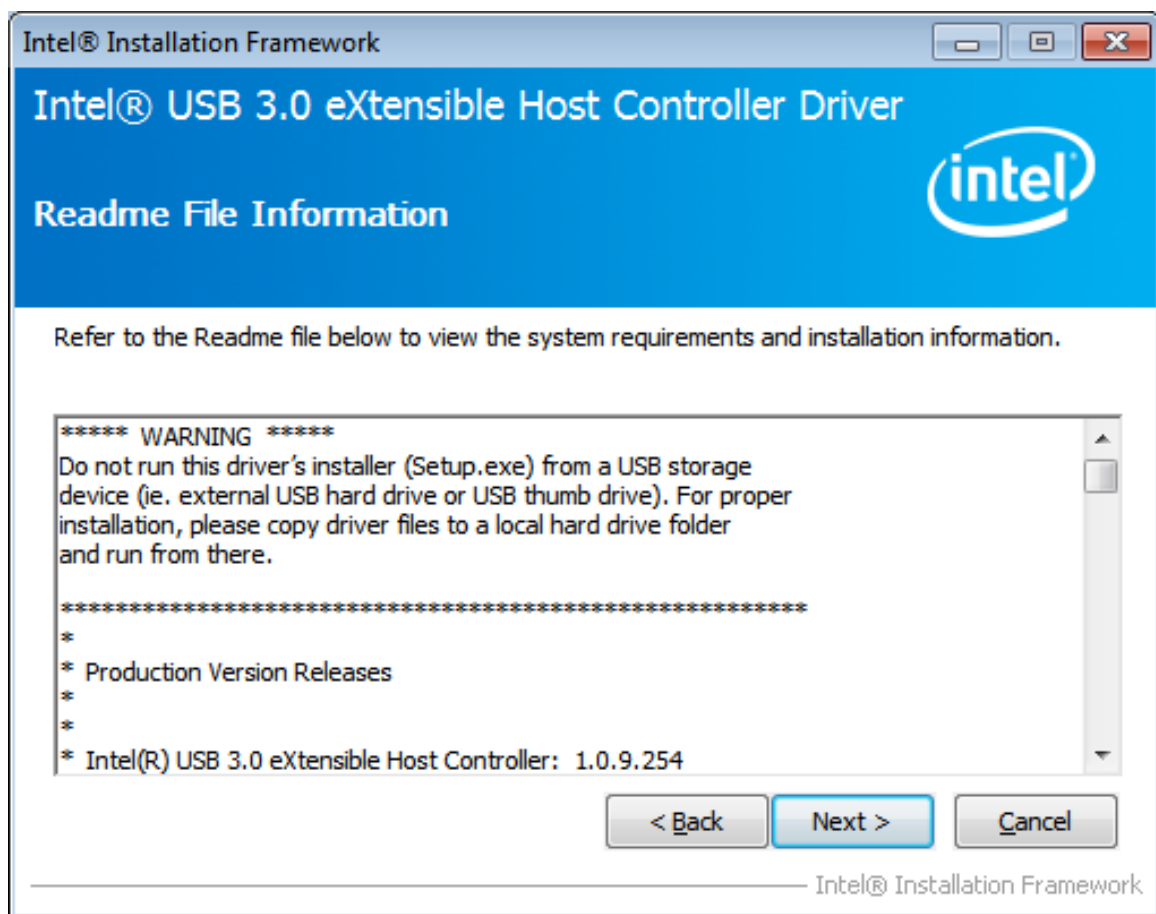 Intel® Installation Framework
Intel® USB 3.0 eXtensible Host Controller Driver
intel
Readme File Information
Refer to the Readme file below to view the system requirements and installation information.
***** WARNING *****
Do not run this driver's installer (Setup.exe) from a USB storage
device (ie. external USB hard drive or USB thumb drive). For proper
installation, please copy driver files to a local hard drive folder
and run from there.
*******************************************************
*
* Production Version Releases
*
*
* Intel(R) USB 3.0 eXtensible Host Controller: 1.0.9.254
< Back Next > Cancel
Intel® Installation Framework